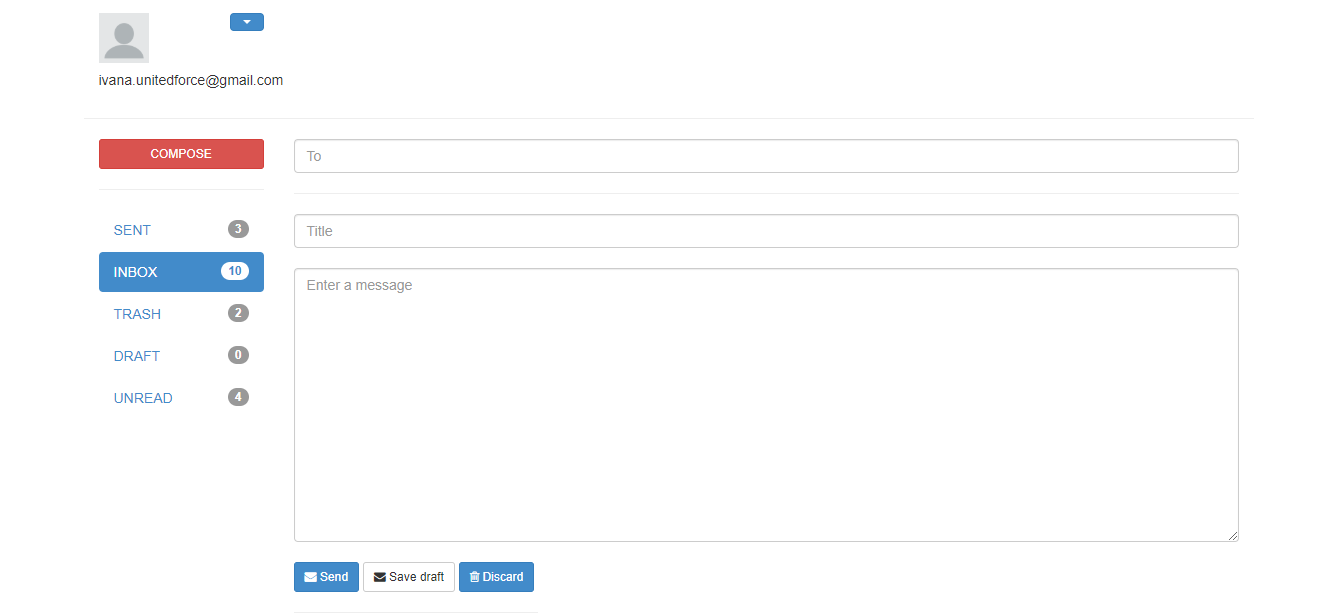 ivana.unitedforce@gmail.com
COMPOSE
SENT 3
INBOX 10
TRASH 2
DRAFT 0
UNREAD 4
To
Title
Enter a message
Send Save draft Discard